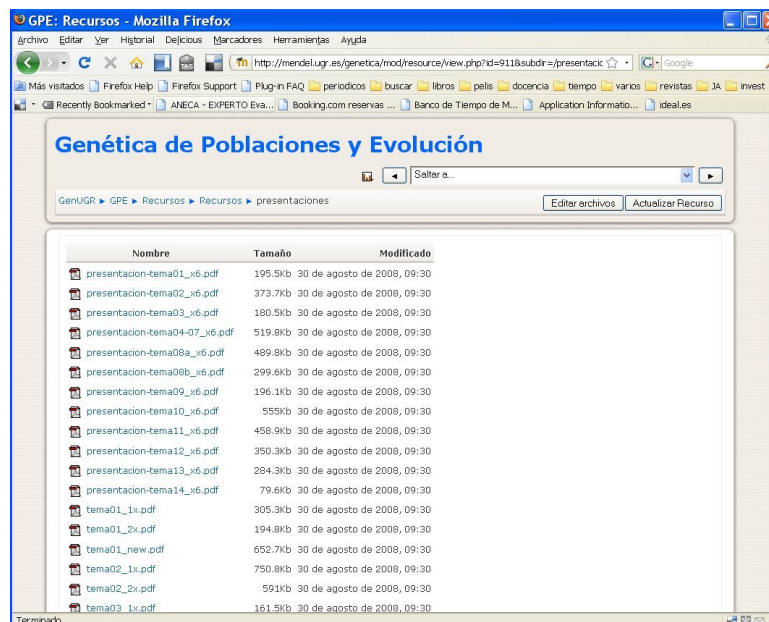 GPE: Recursos - Mozilla Firefox
Archivo Editar Ver Historial Delicious Marcadores Herramientas Ayuda
http://mendel.ugr.es/genetica/mod/resource/view.php?id=911&subdir=/presentacic G Google
Más visitados Firefox Help Firefox Support Plug-in FAQ periodicos buscar libros pelis docencia tiempo varios revistas JA invest
Recently Bookmarked ANECA - EXPERTO Eva... Booking.com reservas ... Banco de Tiempo de M... Application Informatio... ideal.es
Genética de Poblaciones y Evolución
Saltar a...
GenUGR ► GPE ► Recursos ► Recursos ► presentaciones Editar archivos Actualizar Recurso
Nombre Tamaño Modificado
presentacion-tema01_x6.pdf 195.5Kb 30 de agosto de 2008, 09:30
presentacion-tema02_x6.pdf 373.7Kb 30 de agosto de 2008, 09:30
presentacion-tema03_x6.pdf 180.5Kb 30 de agosto de 2008, 09:30
presentacion-tema04-07_x6.pdf 519.8Kb 30 de agosto de 2008, 09:30
presentacion-tema08a_x6.pdf 489.8Kb 30 de agosto de 2008, 09:30
presentacion-tema08b_x6.pdf 299.6Kb 30 de agosto de 2008, 09:30
presentacion-tema09_x6.pdf 196.1Kb 30 de agosto de 2008, 09:30
presentacion-tema10_x6.pdf 555Kb 30 de agosto de 2008, 09:30
presentacion-tema11_x6.pdf 458.9Kb 30 de agosto de 2008, 09:30
presentacion-tema12_x6.pdf 350.3Kb 30 de agosto de 2008, 09:30
presentacion-tema13_x6.pdf 284.3Kb 30 de agosto de 2008, 09:30
presentacion-tema14_x6.pdf 79.6Kb 30 de agosto de 2008, 09:30
tema01_1x.pdf 305.3Kb 30 de agosto de 2008, 09:30
tema01_2x.pdf 194.8Kb 30 de agosto de 2008, 09:30
tema01_new.pdf 652.7Kb 30 de agosto de 2008, 09:30
tema02_1x.pdf 750.8Kb 30 de agosto de 2008, 09:30
tema02_2x.pdf 591Kb 30 de agosto de 2008, 09:30
tema03_1x.pdf 161.5Kb 30 de agosto de 2008, 09:30
Terminado